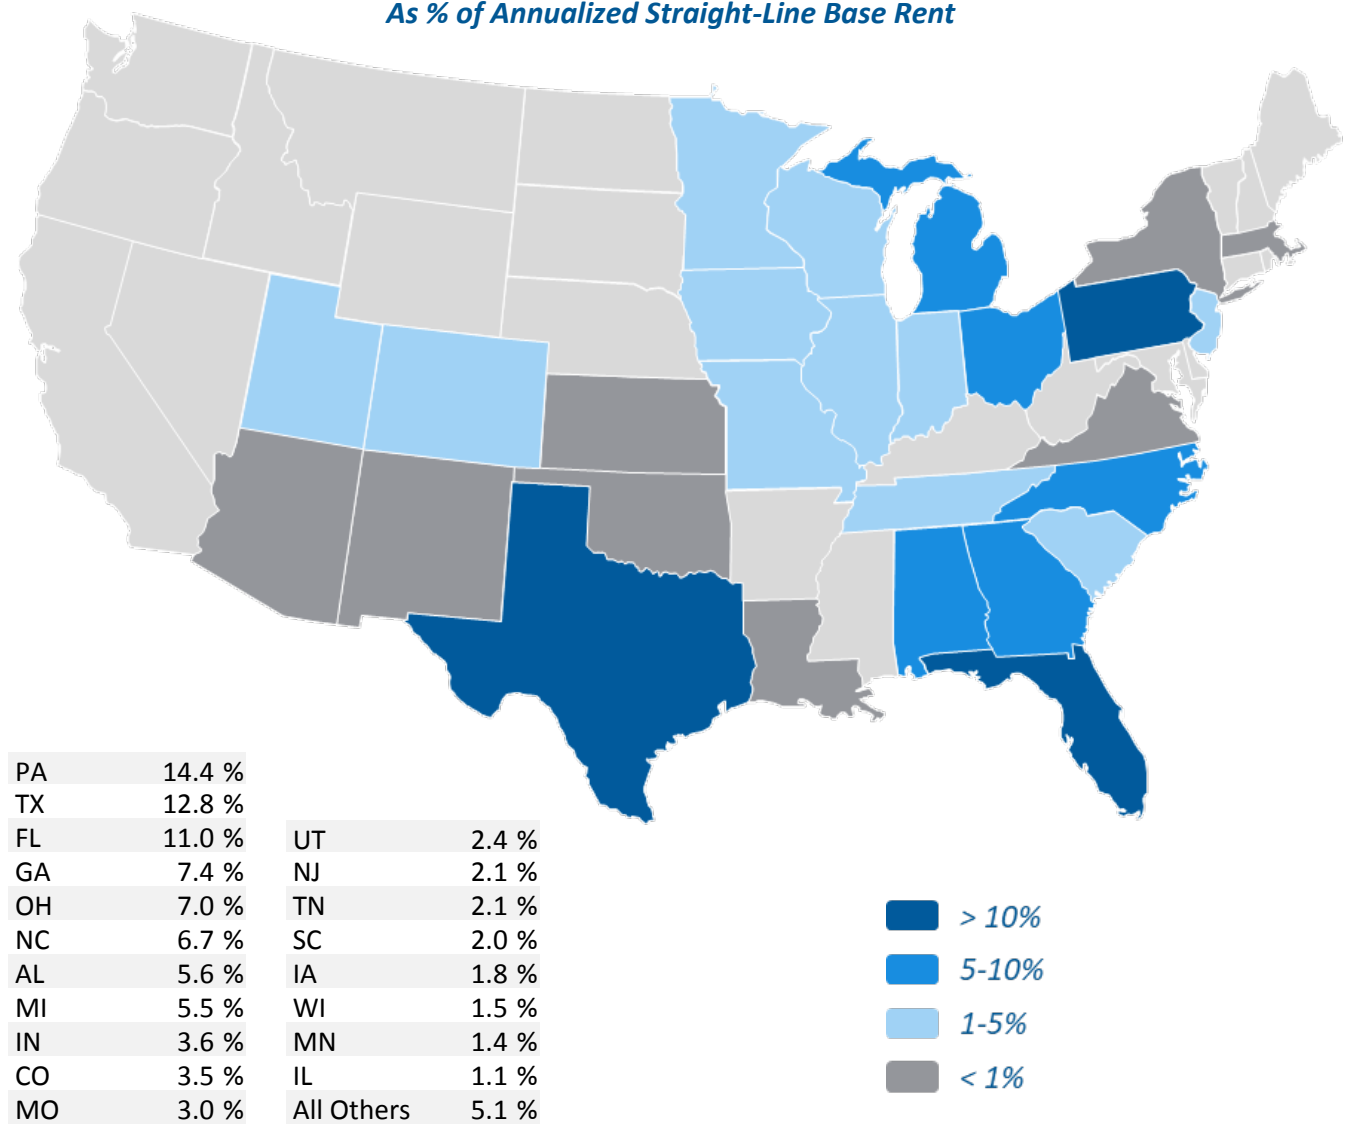 As % of Annualized Straight-Line Base Rent
PA 14.4 %
TX 12.8 %
FL 11.0 %
GA 7.4 %
OH 7.0 %
NC 6.7 %
AL 5.6 %
MI 5.5 %
IN 3.6 %
CO 3.5 %
MO 3.0 %
UT 2.4 %
NJ 2.1 %
TN 2.1 %
SC 2.0 %
IA 1.8 %
WI 1.5 %
MN 1.4 %
IL 1.1 %
All Others 5.1 %
> 10%
5-10%
1-5%
< 1%